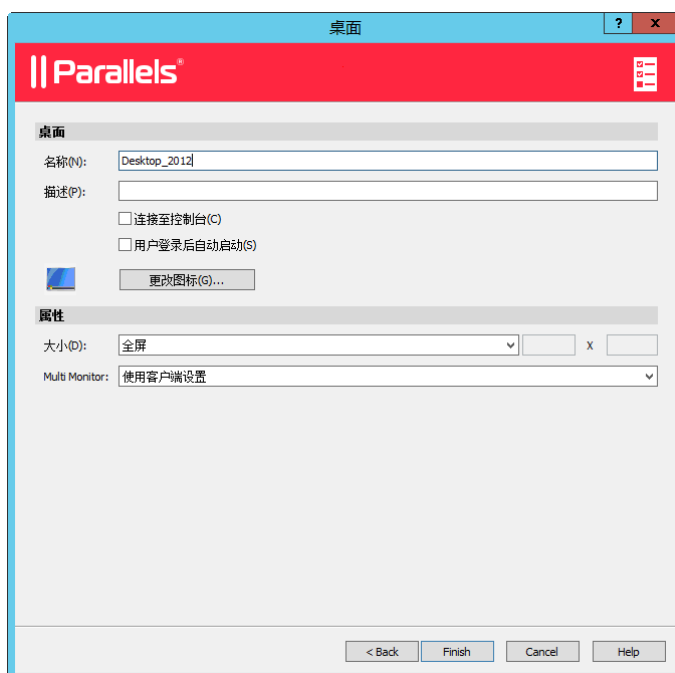 桌面
? x
Parallels®
桌面
名称(N): Desktop_2012
描述(P):
连接至控制台(C)
用户登录后自动启动(S)
更改图标(G)...
属性
大小(D): 全屏 X
Multi Monitor: 使用客户端设置
< Back Finish Cancel Help